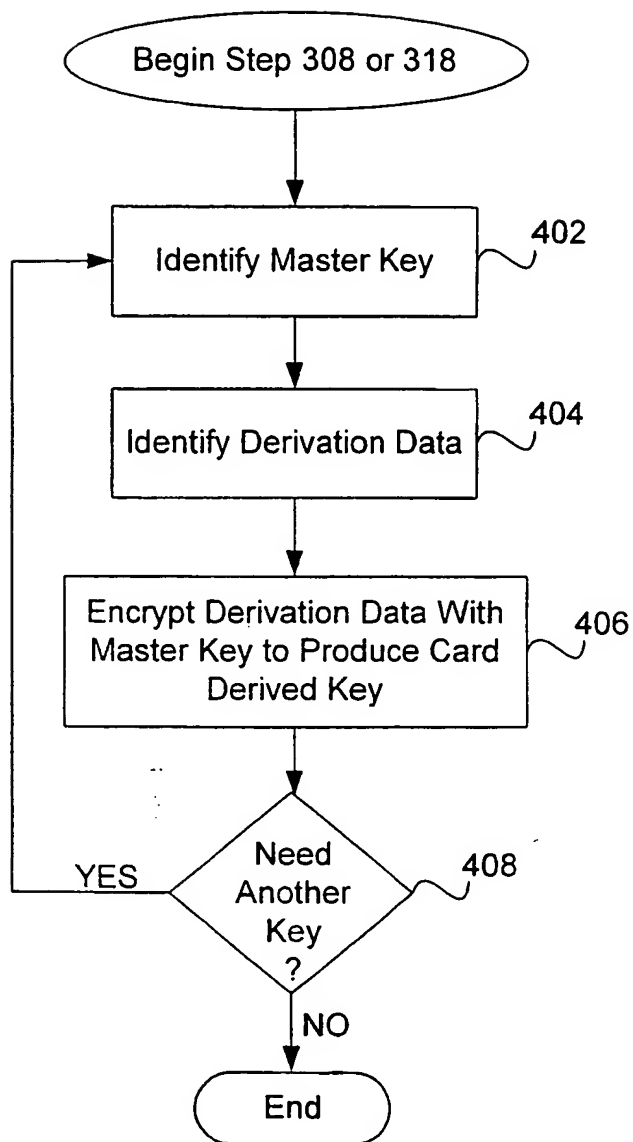 Begin Step 308 or 318
Identify Master Key
402
Identify Derivation Data
404
Encrypt Derivation Data With
Master Key to Produce Card
Derived Key
406
Need
Another
Key
?
408
YES
NO
End